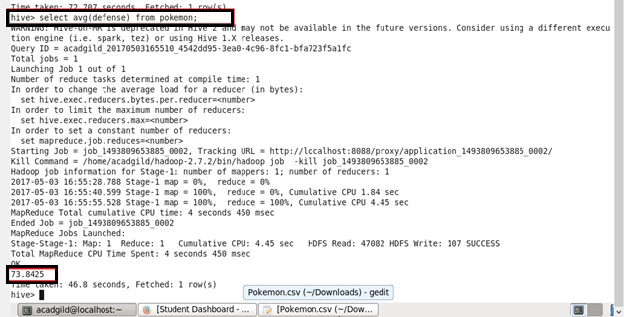 Time taken: 72.707 seconds, Fetched: 1 row(s)
hive> select avg(defense) from pokemon;
WARNING: Hive-on-MR is deprecated in Hive 2 and may not be available in the future versions. Consider using a different execu
tion engine (i.e. spark, tez) or using Hive 1.X releases.
Query ID = acadgild_20170503165510_4542dd95-3ea0-4c96-8fc1-bfa723f5a1fc
Total jobs = 1
Launching Job 1 out of 1
Number of reduce tasks determined at compile time: 1
In order to change the average load for a reducer (in bytes):
set hive.exec.reducers.bytes.per.reducer=<number>
In order to limit the maximum number of reducers:
set hive.exec.reducers.max=<number>
In order to set a constant number of reducers:
set mapreduce.job.reduces=<number>
Starting Job = job_1493809653885_0002, Tracking URL = http://localhost:8088/proxy/application_1493809653885_0002/
Kill Command = /home/acadgild/hadoop-2.7.2/bin/hadoop job -kill job_1493809653885_0002
Hadoop job information for Stage-1: number of mappers: 1; number of reducers: 1
2017-05-03 16:55:28.788 Stage-1 map = 0%, reduce = 0%
2017-05-03 16:55:40.599 Stage-1 map = 100%, reduce = 0%, Cumulative CPU 1.84 sec
2017-05-03 16:55:55.528 Stage-1 map = 100%, reduce = 100%, Cumulative CPU 4.45 sec
MapReduce Total cumulative CPU time: 4 seconds 450 msec
Ended Job = job_1493809653885_0002
MapReduce Jobs Launched:
Stage-Stage-1: Map: 1 Reduce: 1 Cumulative CPU: 4.45 sec HDFS Read: 47082 HDFS Write: 107 SUCCESS
Total MapReduce CPU Time Spent: 4 seconds 450 msec
OK
73.8425
Time taken: 46.8 seconds, Fetched: 1 row(s)
hive>
Pokemon.csv (~/Downloads) - gedit
acadgild@localhost:~
[Student Dashboard - ...
[Pokemon.csv (~/Dow...